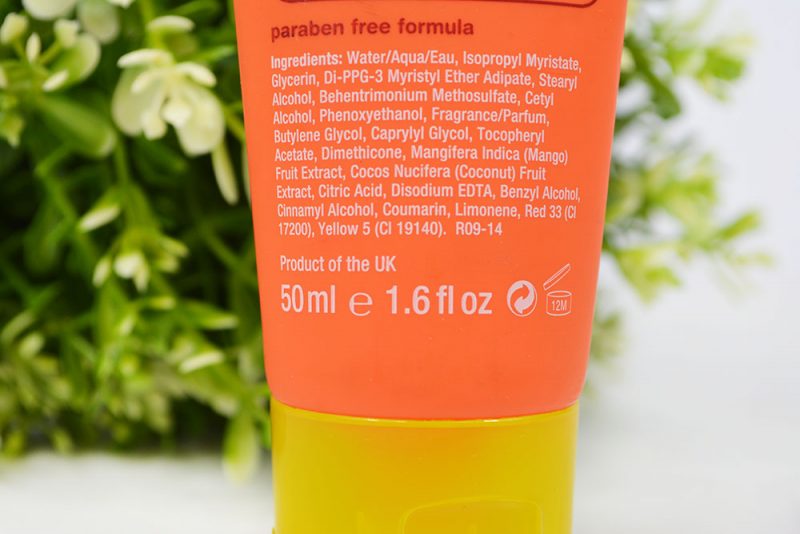 paraben free formula
Ingredients: Water/Aqua/Eau, Isopropyl Myristate,
Glycerin, Di-PPG-3 Myristyl Ether Adipate, Stearyl
Alcohol, Behentrimonium Methosulfate, Cetyl
Alcohol, Phenoxyethanol, Fragrance/Parfum,
Butylene Glycol, Caprylyl Glycol, Tocopheryl
Acetate, Dimethicone, Mangifera Indica (Mango)
Fruit Extract, Cocos Nucifera (Coconut) Fruit
Extract, Citric Acid, Disodium EDTA, Benzyl Alcohol,
Cinnamyl Alcohol, Coumarin, Limonene, Red 33 (CI
17200), Yellow 5 (CI 19140). R09-14
Product of the UK
50ml e 1.6 fl oz 12M